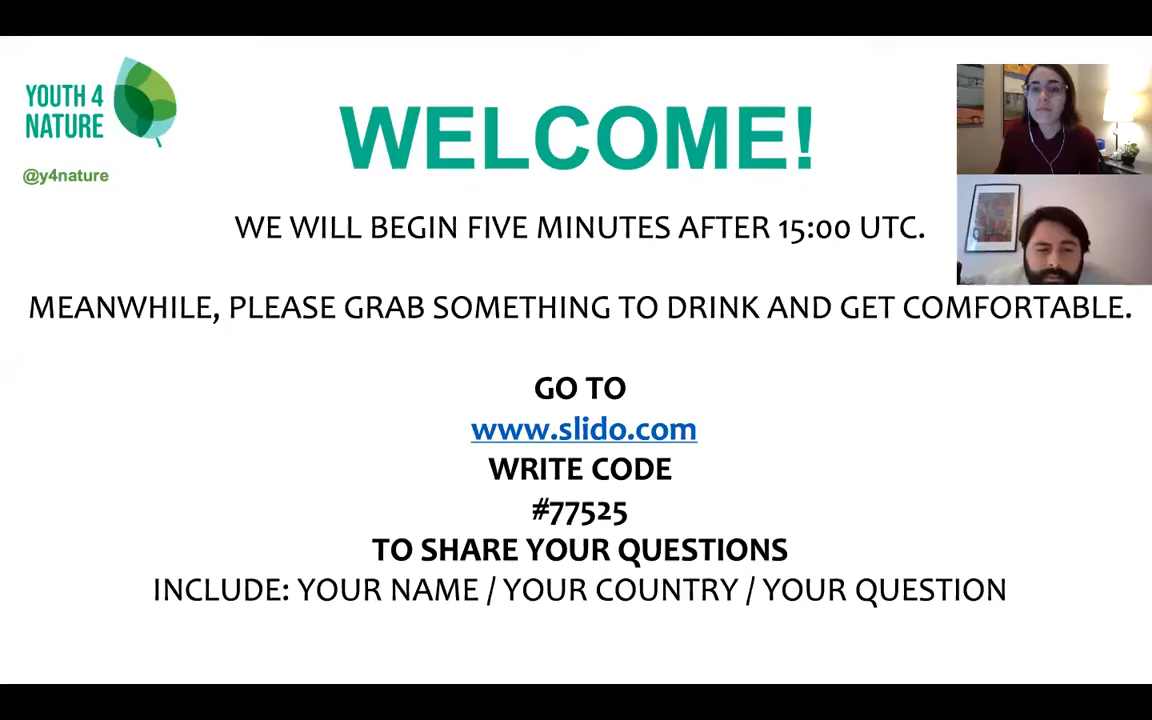 YOUTH 4
NATURE
@y4nature
WELCOME!
WE WILL BEGIN FIVE MINUTES AFTER 15:00 UTC.
MEANWHILE, PLEASE GRAB SOMETHING TO DRINK AND GET COMFORTABLE.
GO TO
www.slido.com
WRITE CODE
#77525
TO SHARE YOUR QUESTIONS
INCLUDE: YOUR NAME / YOUR COUNTRY / YOUR QUESTION